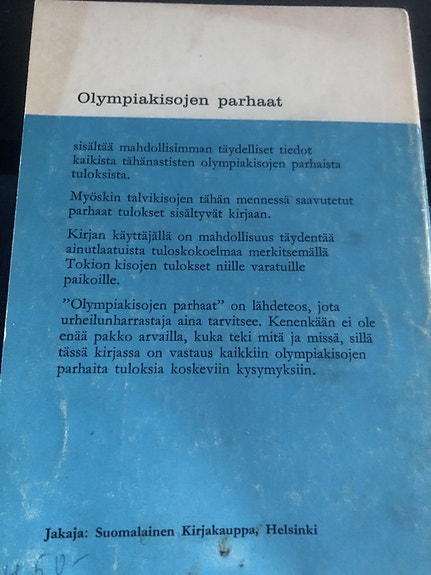 Olympiakisojen parhaat
sisältää mahdollisimman täydelliset tiedot
kaikista tähänastisten olympiakisojen parhaista
tuloksista.
Myöskin talvikisojen tähän mennessä saavutetut
parhaat tulokset sisältyvät kirjaan.
Kirjan käyttäjällä on mahdollisuus täydentää
ainutlaatuista tuloskokoelmaa merkitsemällä
Tokion kisojen tulokset niille varatuille
paikoille.
”Olympiakisojen parhaat” on lähdeteos, jota
urheilunharrastaja aina tarvitsee. Kenenkään ei ole
enää pakko arvailla, kuka teki mitä ja missä, sillä
tässä kirjassa on vastaus kaikkiin olympiakisojen
parhaita tuloksia koskeviin kysymyksiin.
Jakaja: Suomalainen Kirjakauppa, Helsinki